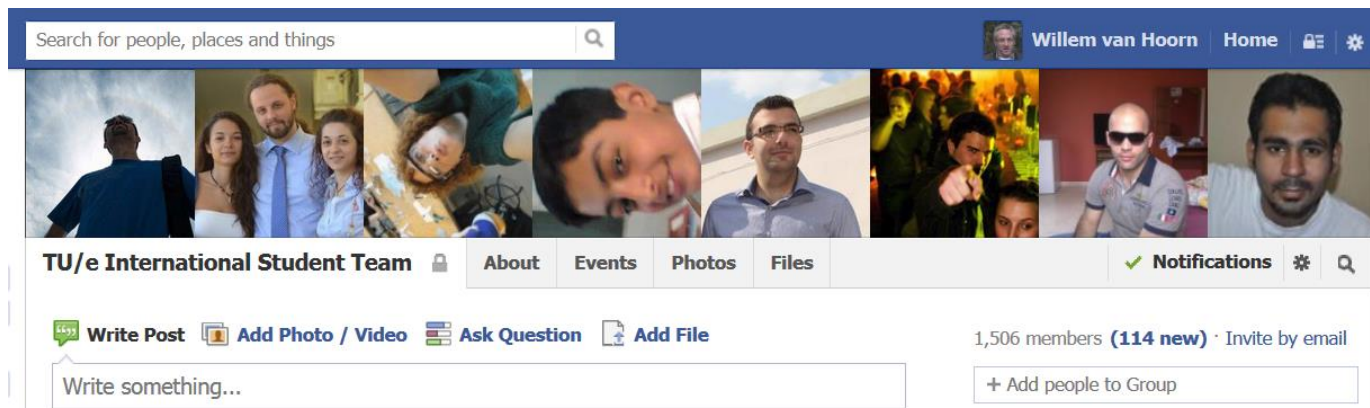 Search for people, places and things
Willem van Hoorn Home
TU/e International Student Team About Events Photos Files Notifications
Write Post Add Photo / Video Ask Question Add File
1,506 members (114 new) · Invite by email
Write something...
+ Add people to Group